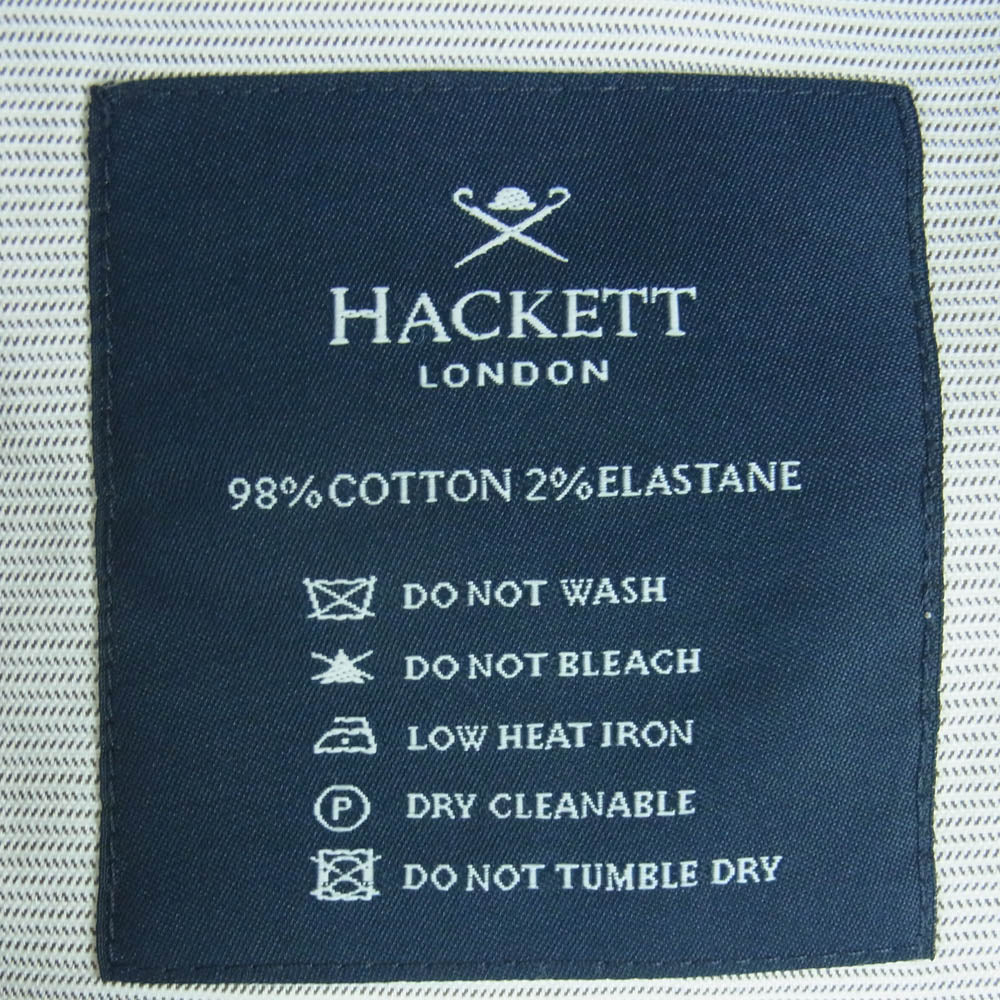 HACKETT
LONDON
98% COTTON 2% ELASTANE
DO NOT WASH
DO NOT BLEACH
LOW HEAT IRON
P DRY CLEANABLE
DO NOT TUMBLE DRY